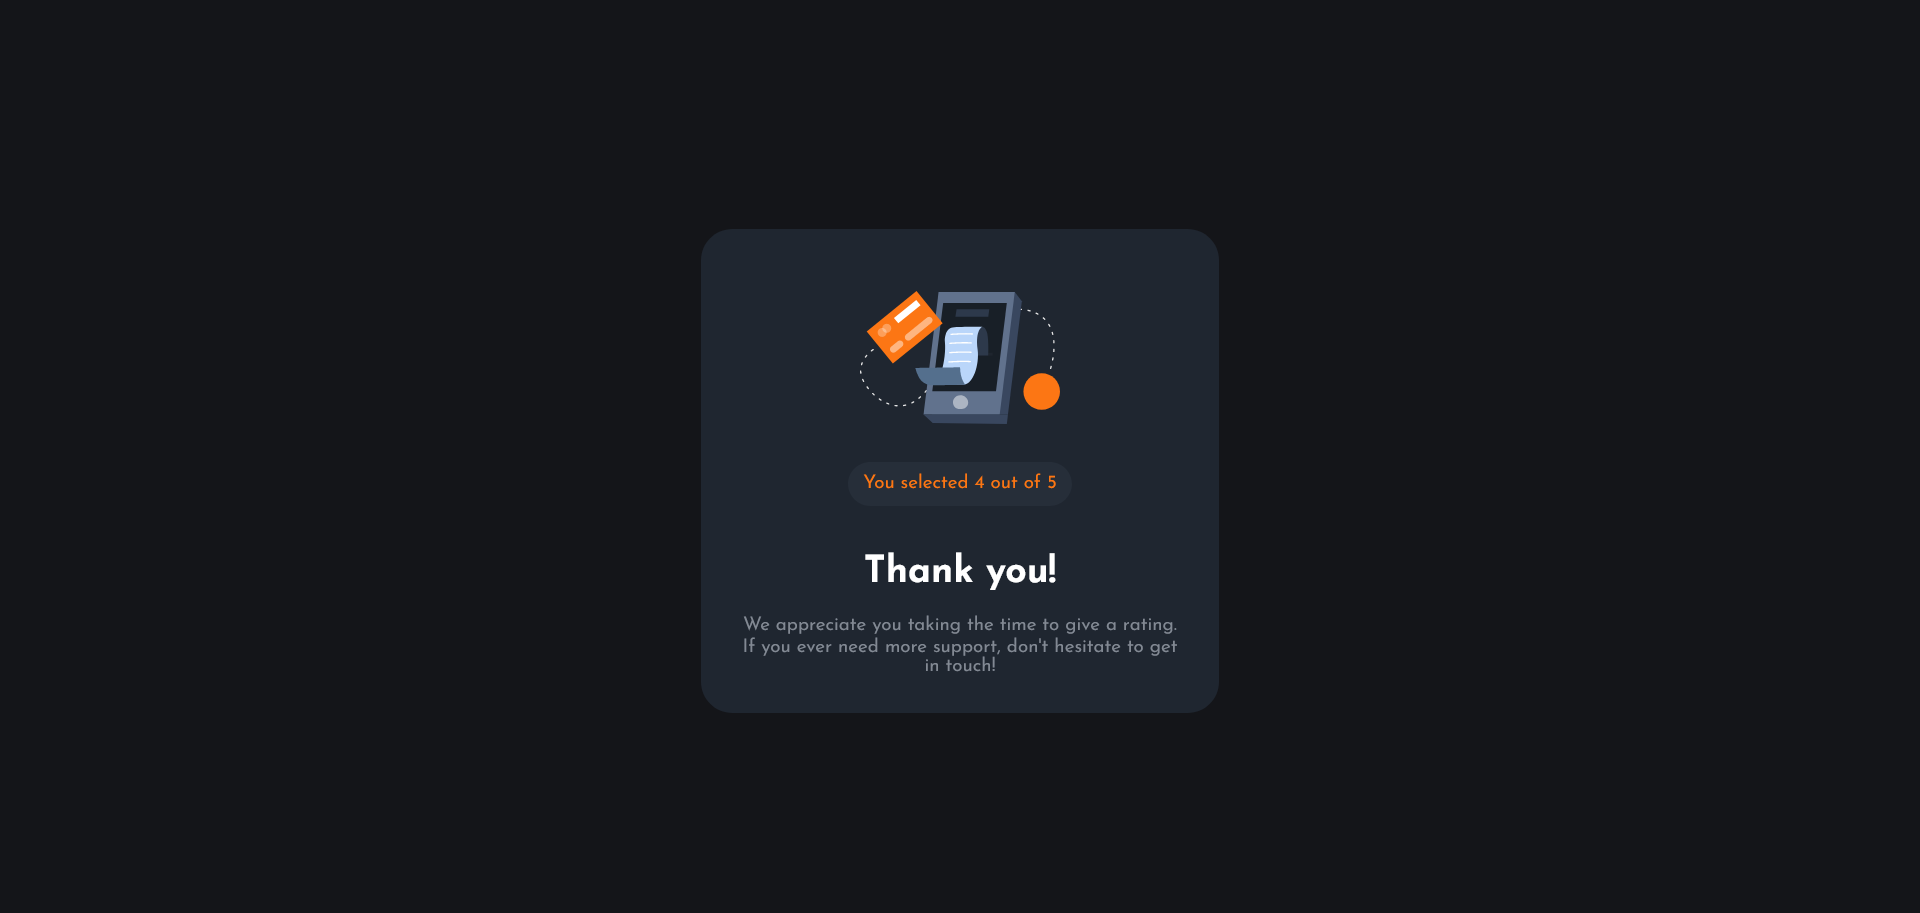 You selected 4 out of 5
Thank you!
We appreciate you taking the time to give a rating.
If you ever need more support, don't hesitate to get
in touch!